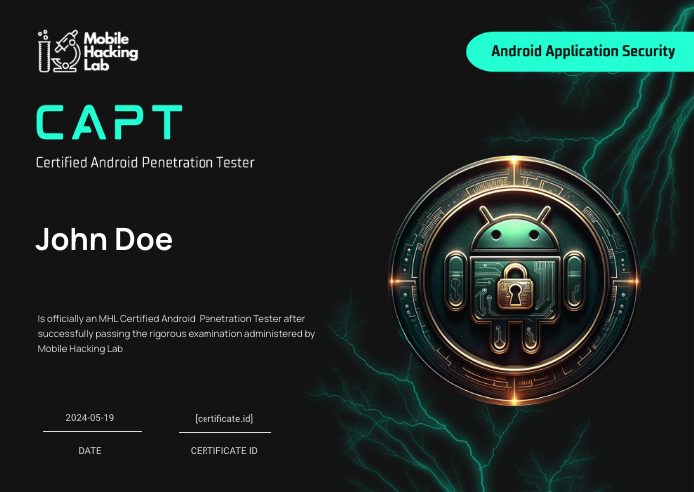 Mobile
Hacking
Lab
Android Application Security
CAPT
Certified Android Penetration Tester
John Doe
Is officially an MHL Certified Android Penetration Tester after
successfully passing the rigorous examination administered by
Mobile Hacking Lab
2024-05-19
[certificate.id]
DATE
CERTIFICATE ID